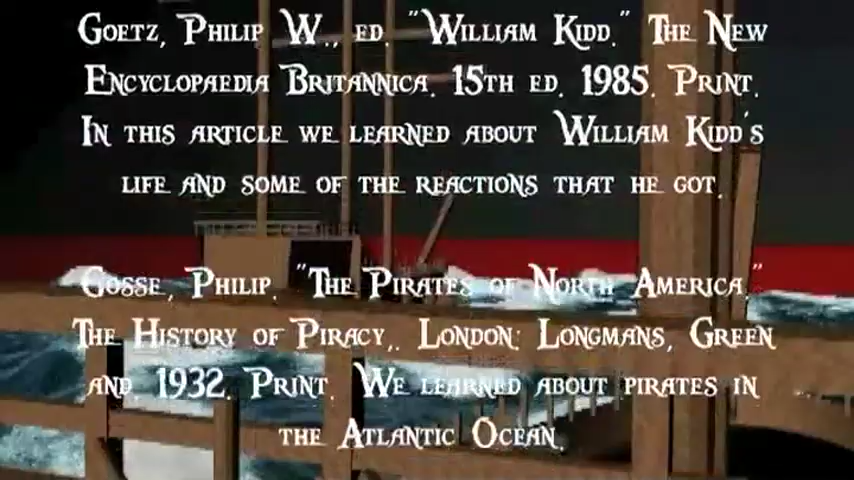 Goetz, Philip W., ed. "William Kidd." The New
Encyclopaedia Britannica. 15th ed. 1985. Print.
In this article we learned about William Kidd's
life and some of the reactions that he got.
Gosse, Philip. "The Pirates of North America."
The History of Piracy,. London: Longmans, Green
and, 1932. Print. We learned about pirates in
the Atlantic Ocean.